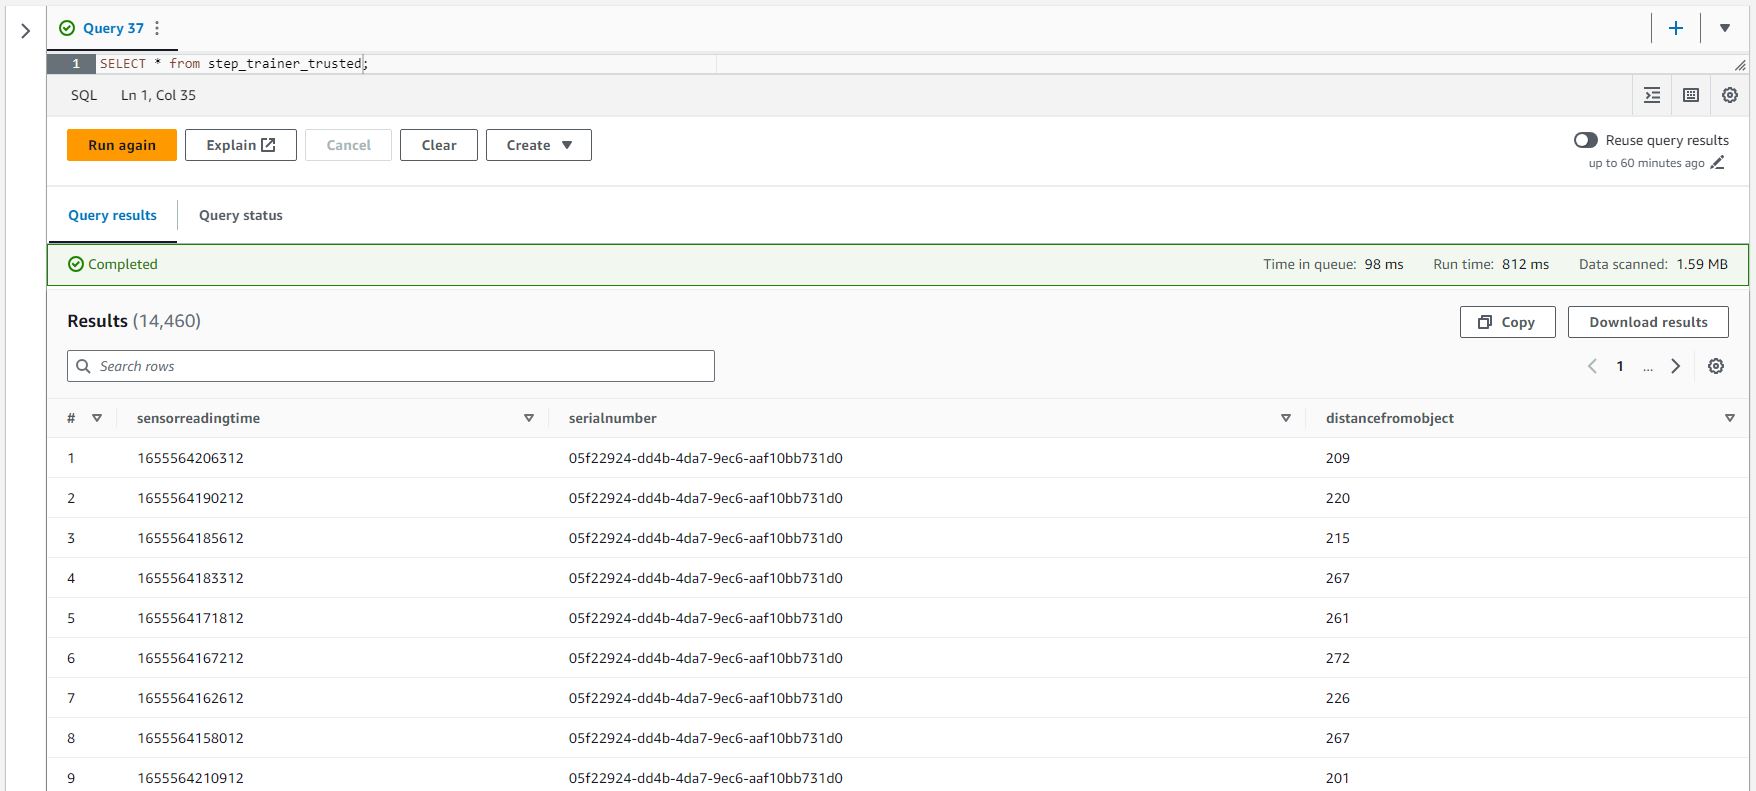 Query 37
1 SELECT * from step_trainer_trusted;
SQL Ln 1, Col 35
Run again Explain Cancel Clear Create Reuse query results
up to 60 minutes ago
Query results Query status
Completed Time in queue: 98 ms Run time: 812 ms Data scanned: 1.59 MB
Results (14,460) Copy Download results
Search rows 1 ...
# sensorreadingtime serialnumber distancefromobject
1 1655564206312 05f22924-dd4b-4da7-9ec6-aaf10bb731d0 209
2 1655564190212 05f22924-dd4b-4da7-9ec6-aaf10bb731d0 220
3 1655564185612 05f22924-dd4b-4da7-9ec6-aaf10bb731d0 215
4 1655564183312 05f22924-dd4b-4da7-9ec6-aaf10bb731d0 267
5 1655564171812 05f22924-dd4b-4da7-9ec6-aaf10bb731d0 261
6 1655564167212 05f22924-dd4b-4da7-9ec6-aaf10bb731d0 272
7 1655564162612 05f22924-dd4b-4da7-9ec6-aaf10bb731d0 226
8 1655564158012 05f22924-dd4b-4da7-9ec6-aaf10bb731d0 267
9 1655564210912 05f22924-dd4b-4da7-9ec6-aaf10bb731d0 201